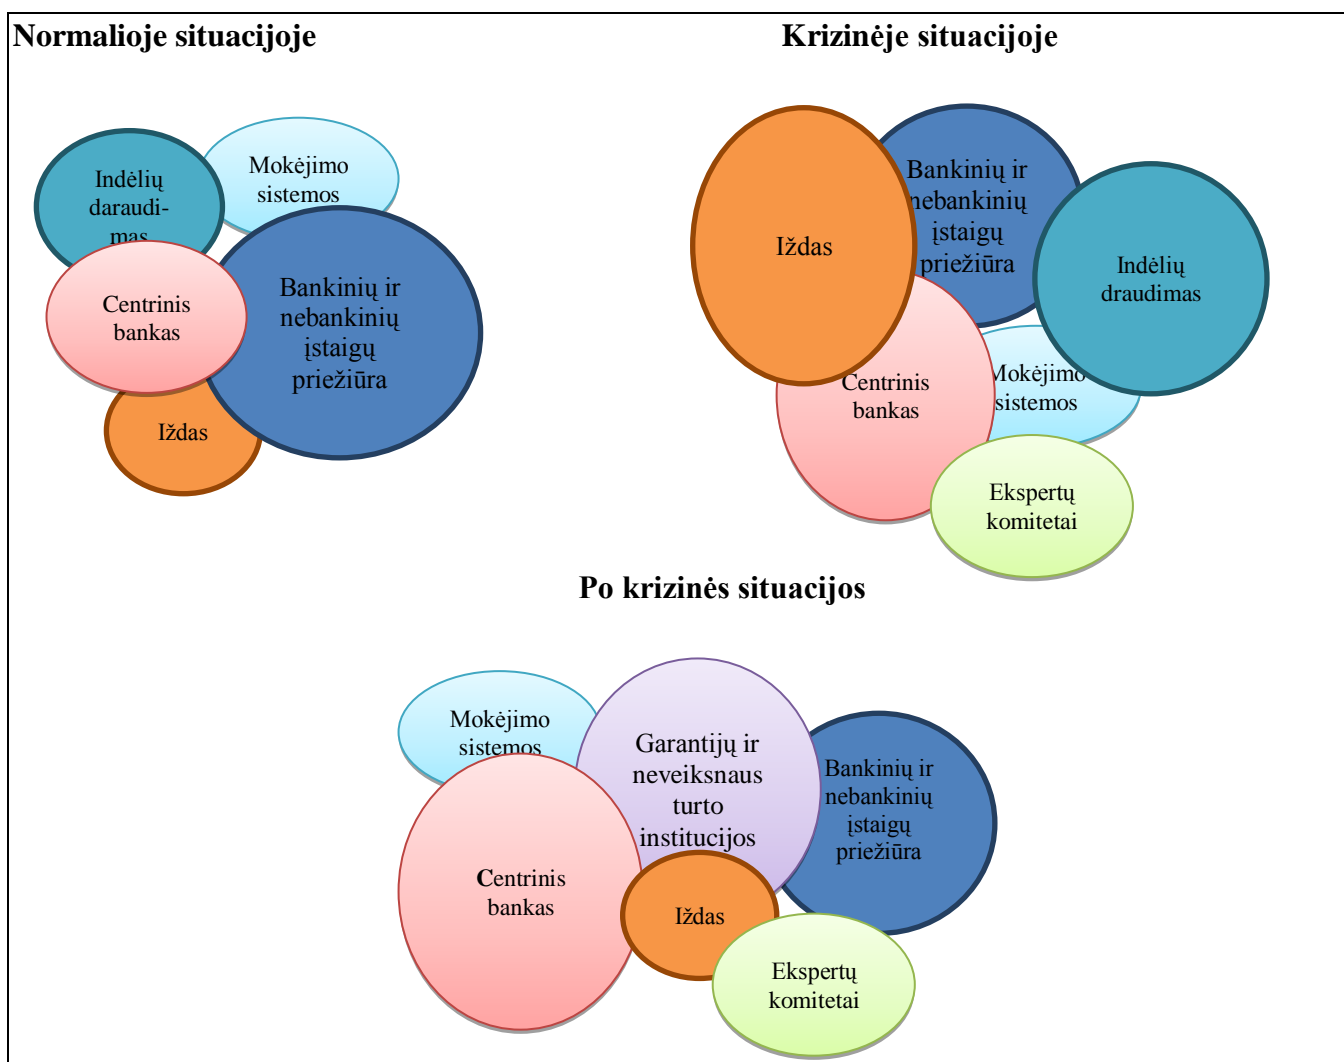 Normalioje situacijoje
Krizinėje situacijoje
Mokėjimo
sistemos
Indėlių
daraudi-
mas
Centrinis
bankas
Bankinių ir
nebankinių
įstaigų
priežiūra
Iždas
Iždas
Bankinių ir
nebankinių
įstaigų
priežiūra
Indėlių
draudimas
Centrinis
bankas
Mokėjimo
sistemos
Ekspertų
komitetai
Po krizinės situacijos
Mokėjimo
sistemos
Garantijų ir
neveiksnaus
turto
institucijos
Bankinių ir
nebankinių
įstaigų
priežiūra
Centrinis
bankas
Iždas
Ekspertų
komitetai